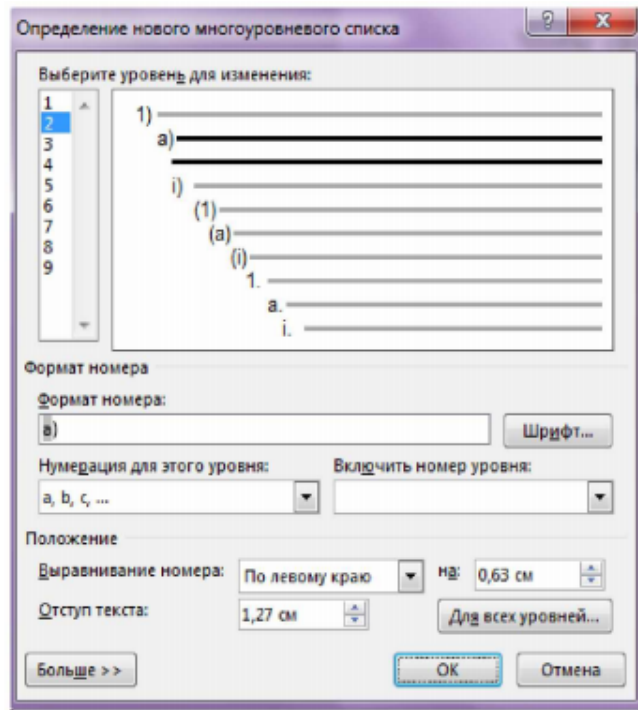 Определение нового многоуровневого списка
Выберите уровень для изменения:
1
2
3
4
5
6
7
8
9
1)
a)
i)
(1)
(a)
(i)
1.
a.
i.
Формат номера
Формат номера:
a)
Шрифт...
Нумерация для этого уровня: Включить номер уровня:
a, b, c, ...
Положение
Выравнивание номера: По левому краю на: 0,63 см
Отступ текста: 1,27 см Для всех уровней...
Больше >> ОК Отмена